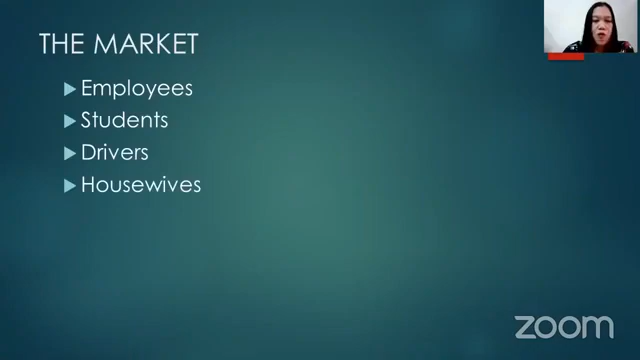 THE MARKET
Employees
Students
Drivers
Housewives
zoom